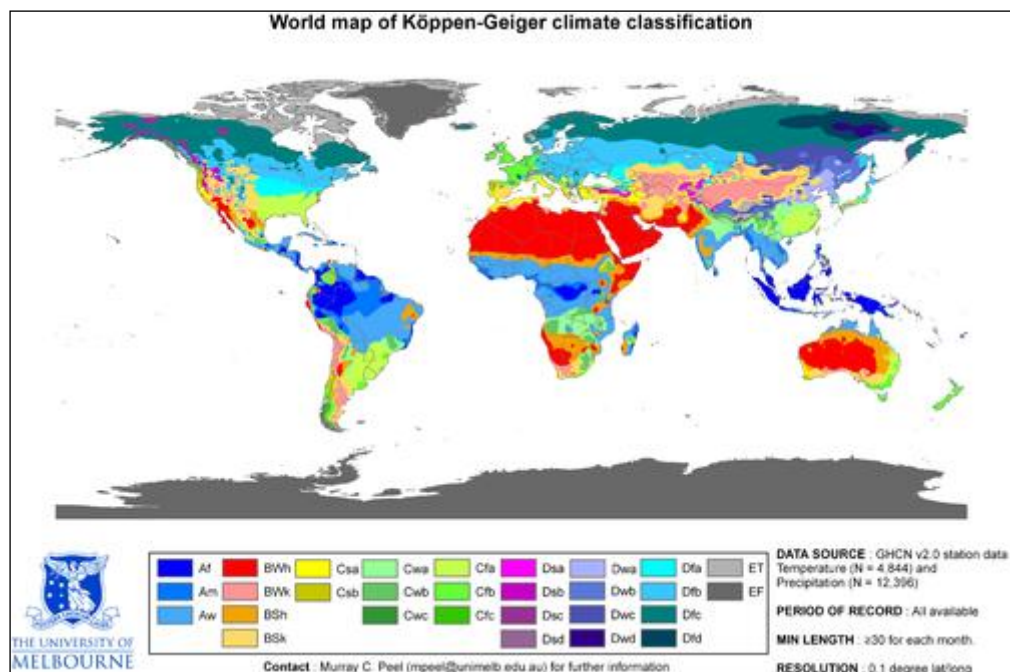 World map of Köppen-Geiger climate classification
THE UNIVERSITY OF
MELBOURNE
Af BWh Csa Cwa Cfa Dsa Dwa Dfa ET
Am BWk Csb Cwb Cfb Dsb Dwb Dfb EF
Aw BSh Cwc Cfc Dsc Dwc Dfc
BSk Dsd Dwd Dfd
DATA SOURCE : GHCN v2.0 station data
Temperature (N = 4,844) and
Precipitation (N = 12,396)
PERIOD OF RECORD : All available
MIN LENGTH : ≥30 for each month.
RESOLUTION : 0.1 degree lat/long
Contact : Murray C. Peel (mpeel@unimelb.edu.au) for further information